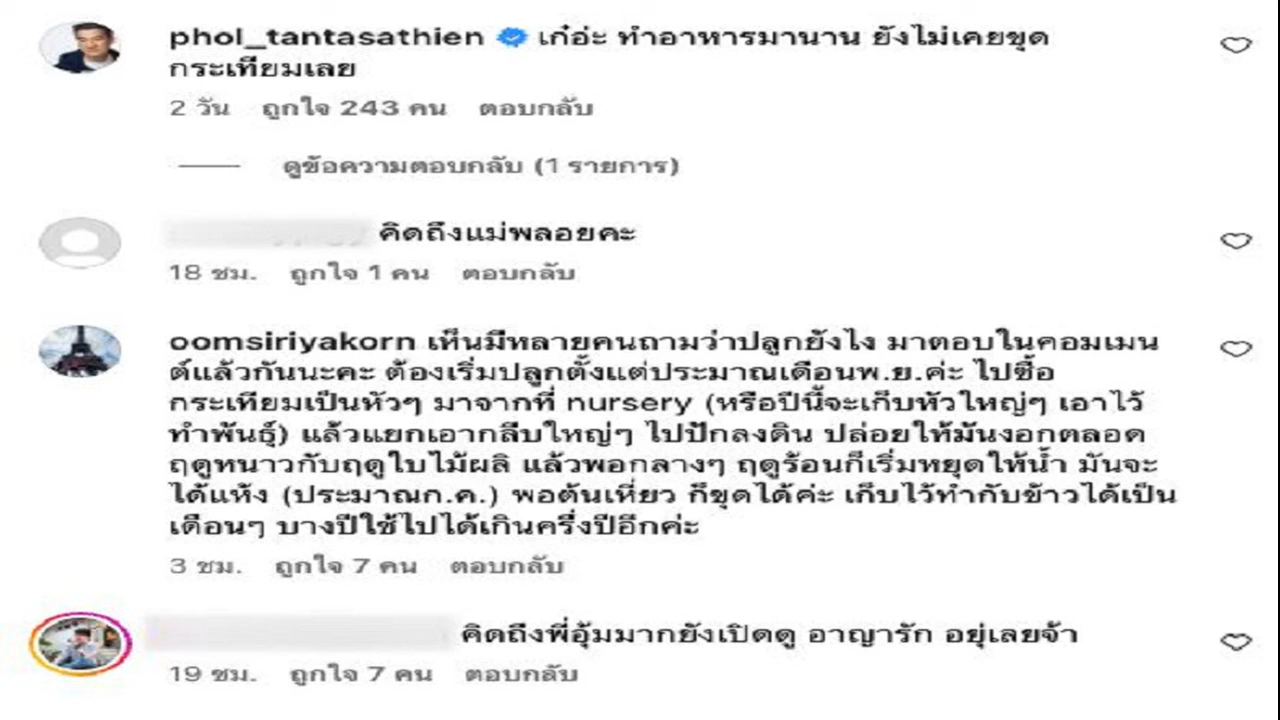 phol_tantasathien เก๋อ่ะ ทำอาหารมานาน ยังไม่เคยขุด
กระเทียมเลย
2 วัน ถูกใจ 243 คน ตอบกลับ
ดูข้อความตอบกลับ (1 รายการ)
คิดถึงแม่พลอยคะ
18 ชม. ถูกใจ 1 คน ตอบกลับ
oomsiriyakorn เห็นมีหลายคนถามว่าปลูกยังไง มาตอบในคอมเมน
ต์แล้วกันนะคะ ต้องเริ่มปลูกตั้งแต่ประมาณเดือนพ.ย.ค่ะ ไปซื้อ
กระเทียมเป็นหัวๆ มาจากที่ nursery (หรือปีนี้จะเก็บหัวใหญ่ๆ เอาไว้
ทำพันธุ์) แล้วแยกเอากลีบใหญ่ๆ ไปปักลงดิน ปล่อยให้มันงอกตลอด
ฤดูหนาวกับฤดูใบไม้ผลิ แล้วพอกลางๆ ฤดูร้อนก็เริ่มหยุดให้น้ำ มันจะ
ได้แห้ง (ประมาณก.ค.) พอต้นเหี่ยว ก็ขุดได้ค่ะ เก็บไว้ทำกับข้าวได้เป็น
เดือนๆ บางปีใช้ไปได้เกินครึ่งปีอีกค่ะ
3 ชม. ถูกใจ 7 คน ตอบกลับ
คิดถึงพี่อุ้มมากยังเปิดดู อาญารัก อยู่เลยจ้า
19 ชม. ถูกใจ 7 คน ตอบกลับ